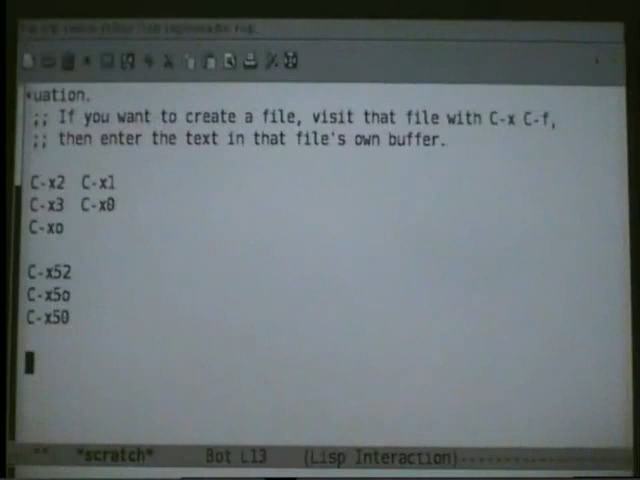 uation.
;; If you want to create a file, visit that file with C-x C-f,
;; then enter the text in that file's own buffer.
C-x2 C-x1
C-x3 C-x0
C-xo
C-x52
C-x5o
C-x50
*scratch* Bot L13 (Lisp Interaction)